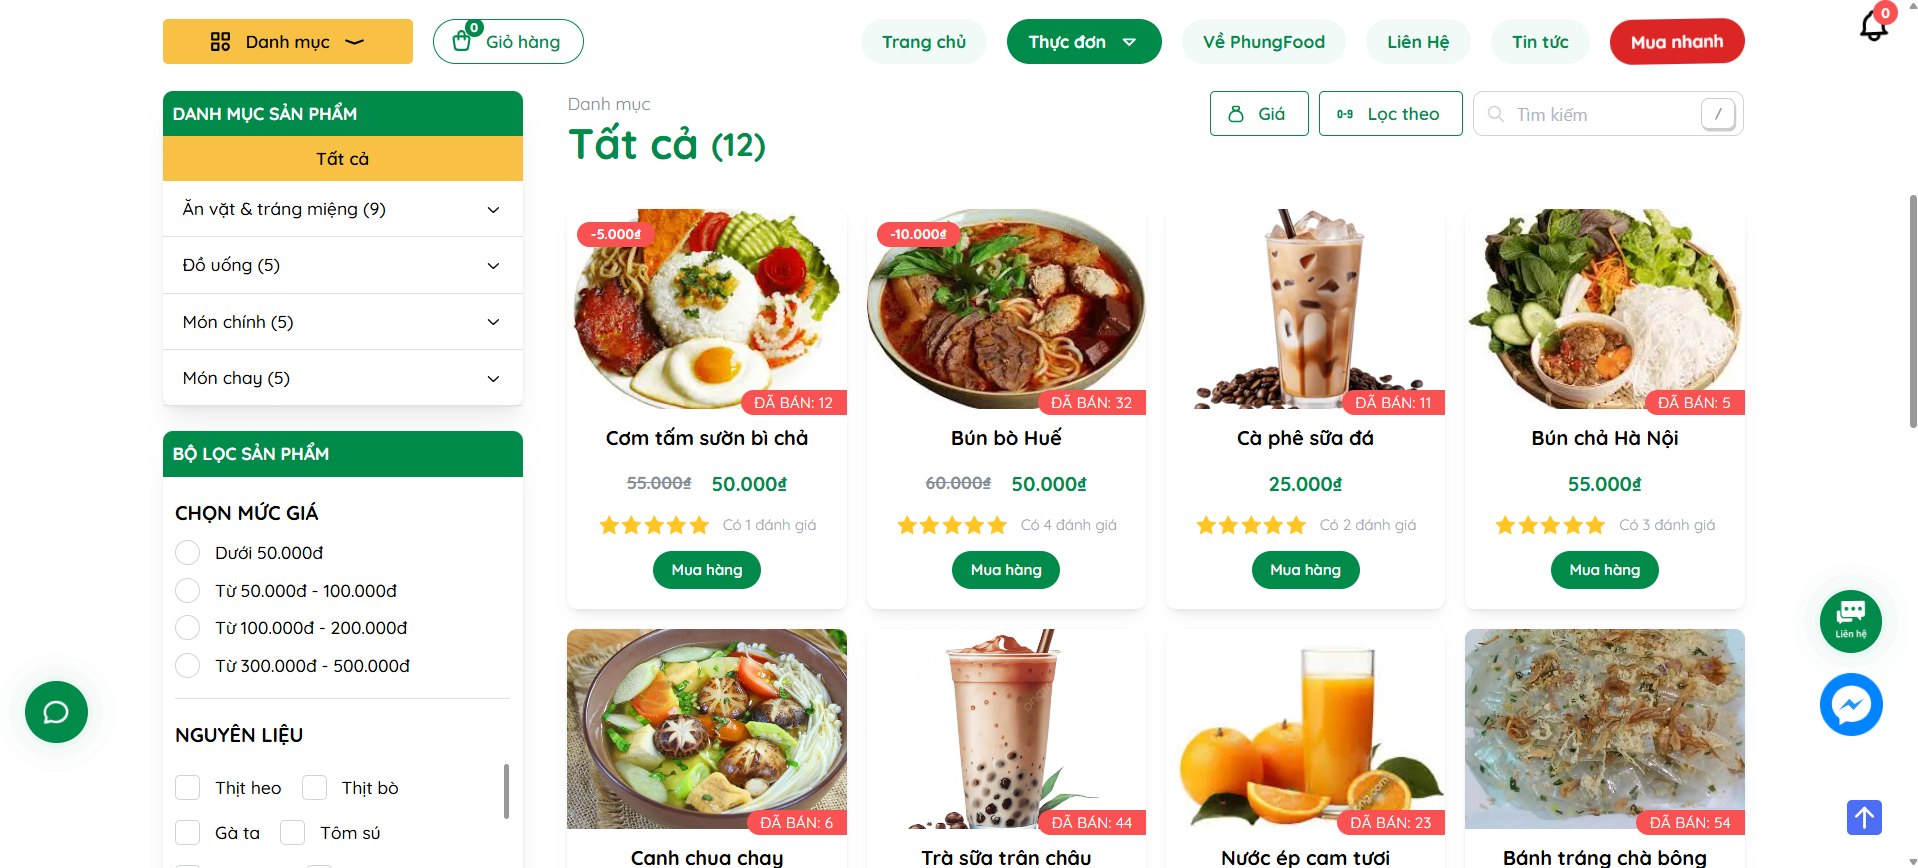 Danh mục
0
Giỏ hàng
Trang chủ
Thực đơn
Về PhungFood
Liên Hệ
Tin tức
Mua nhanh
0
DANH MỤC SẢN PHẨM
Tất cả
Ăn vặt & tráng miệng (9)
Đồ uống (5)
Món chính (5)
Món chay (5)
BỘ LỌC SẢN PHẨM
CHỌN MỨC GIÁ
Dưới 50.000đ
Từ 50.000đ - 100.000đ
Từ 100.000đ - 200.000đ
Từ 300.000đ - 500.000đ
NGUYÊN LIỆU
Thịt heo
Thịt bò
Gà ta
Tôm sú
Danh mục
Tất cả (12)
Giá
0-9 Lọc theo
Tìm kiếm
/
-5.000₫
ĐÃ BÁN: 12
Cơm tấm sườn bì chả
55.000₫ 50.000₫
Có 1 đánh giá
Mua hàng
-10.000₫
ĐÃ BÁN: 32
Bún bò Huế
60.000₫ 50.000₫
Có 4 đánh giá
Mua hàng
ĐÃ BÁN: 11
Cà phê sữa đá
25.000₫
Có 2 đánh giá
Mua hàng
ĐÃ BÁN: 5
Bún chả Hà Nội
55.000₫
Có 3 đánh giá
Mua hàng
ĐÃ BÁN: 6
Canh chua chay
ĐÃ BÁN: 44
Trà sữa trân châu
ĐÃ BÁN: 23
Nước ép cam tươi
ĐÃ BÁN: 54
Bánh tráng chà bông
Liên hệ